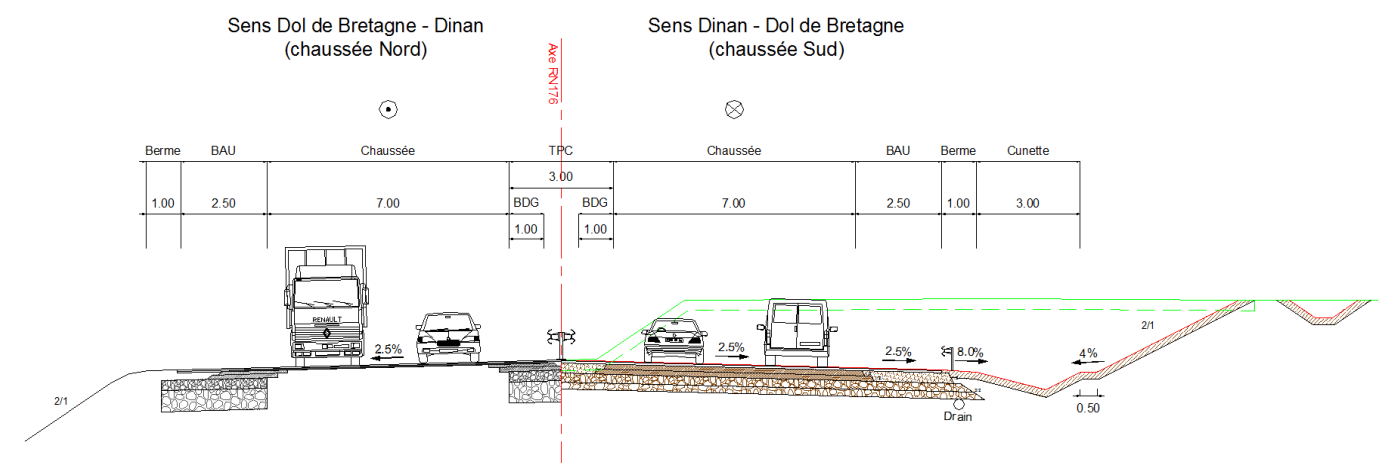 Sens Dol de Bretagne - Dinan
(chaussée Nord)
Sens Dinan - Dol de Bretagne
(chaussée Sud)
Axe RN176
Berme BAU Chaussée TPC Chaussée BAU Berme Cunette
3.00
1.00 2.50 7.00 BDG BDG 7.00 2.50 1.00 3.00
1.00 1.00
RENAULT
2/1
2.5% 2.5% 2.5% 8.0% 4%
2/1
0.50
Drain